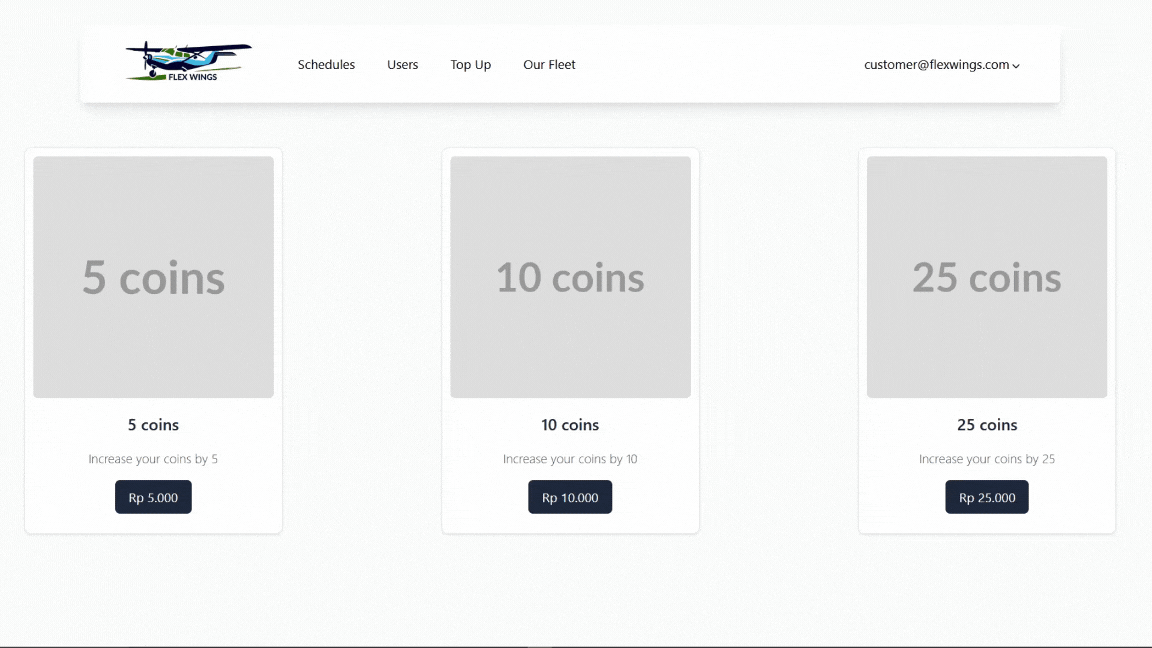 FLEX WINGS
Schedules Users Top Up Our Fleet customer@flexwings.com
5 coins 10 coins 25 coins
5 coins 10 coins 25 coins
Increase your coins by 5 Increase your coins by 10 Increase your coins by 25
Rp 5.000 Rp 10.000 Rp 25.000